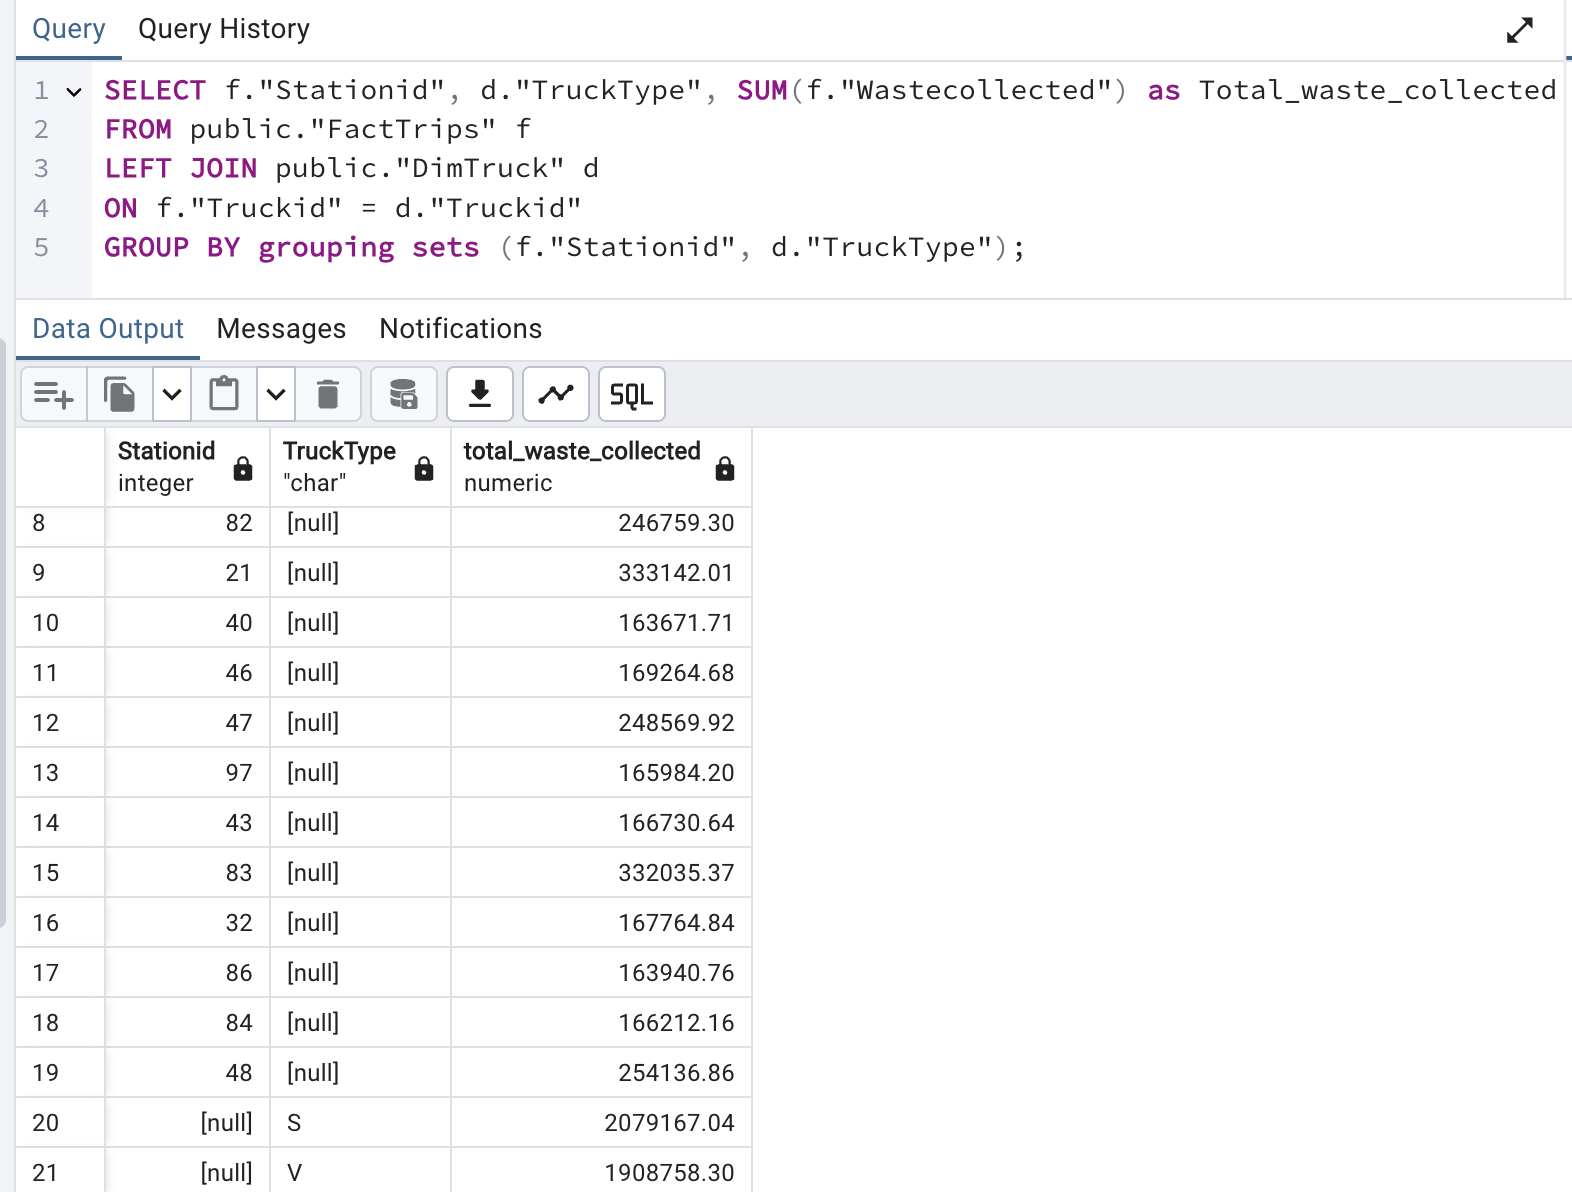 Query Query History
1 SELECT f."Stationid", d."TruckType", SUM(f."Wastecollected") as Total_waste_collected
2 FROM public."FactTrips" f
3 LEFT JOIN public."DimTruck" d
4 ON f."Truckid" = d."Truckid"
5 GROUP BY grouping sets (f."Stationid", d."TruckType");
Data Output Messages Notifications
SQL
Stationid TruckType total_waste_collected
integer "char" numeric
8 82 [null] 246759.30
9 21 [null] 333142.01
10 40 [null] 163671.71
11 46 [null] 169264.68
12 47 [null] 248569.92
13 97 [null] 165984.20
14 43 [null] 166730.64
15 83 [null] 332035.37
16 32 [null] 167764.84
17 86 [null] 163940.76
18 84 [null] 166212.16
19 48 [null] 254136.86
20 [null] S 2079167.04
21 [null] V 1908758.30